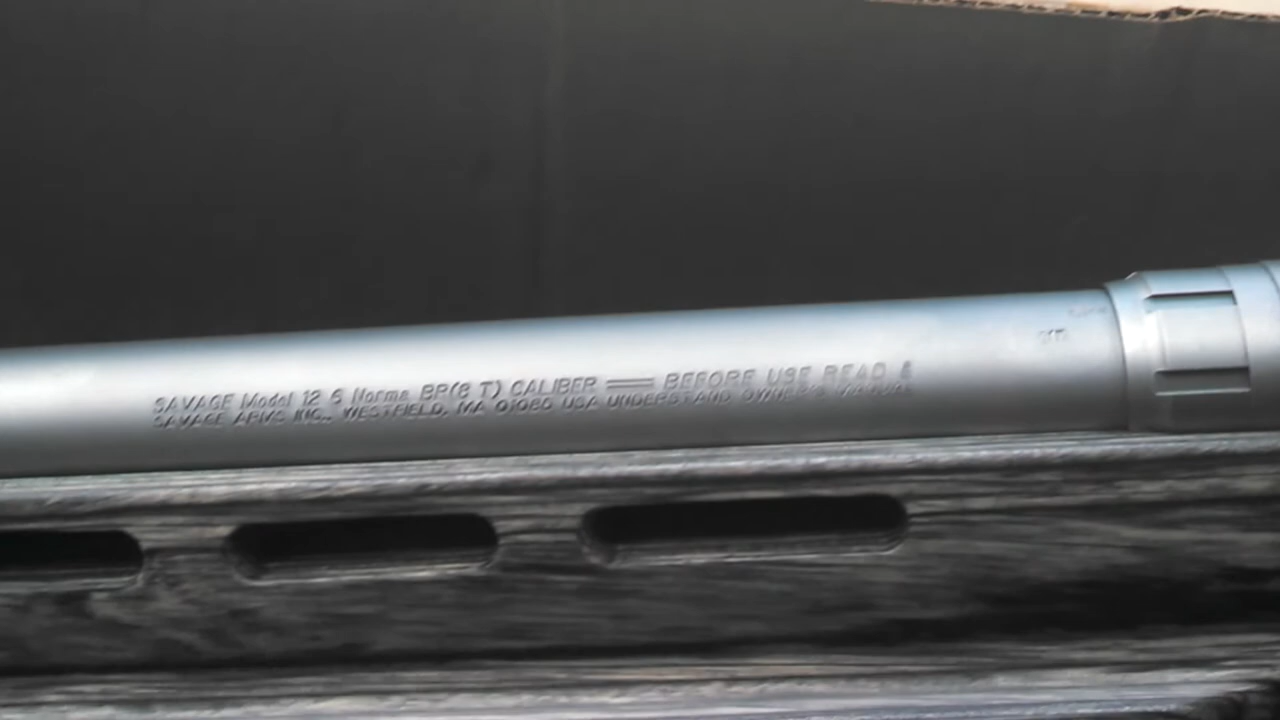 SAVAGE Model 12 6 Norma BR(8 T) CALIBER BEFORE USE READ &
SAVAGE ARMS INC., WESTFIELD, MA 01085 USA UNDERSTAND OWNER'S MANUAL